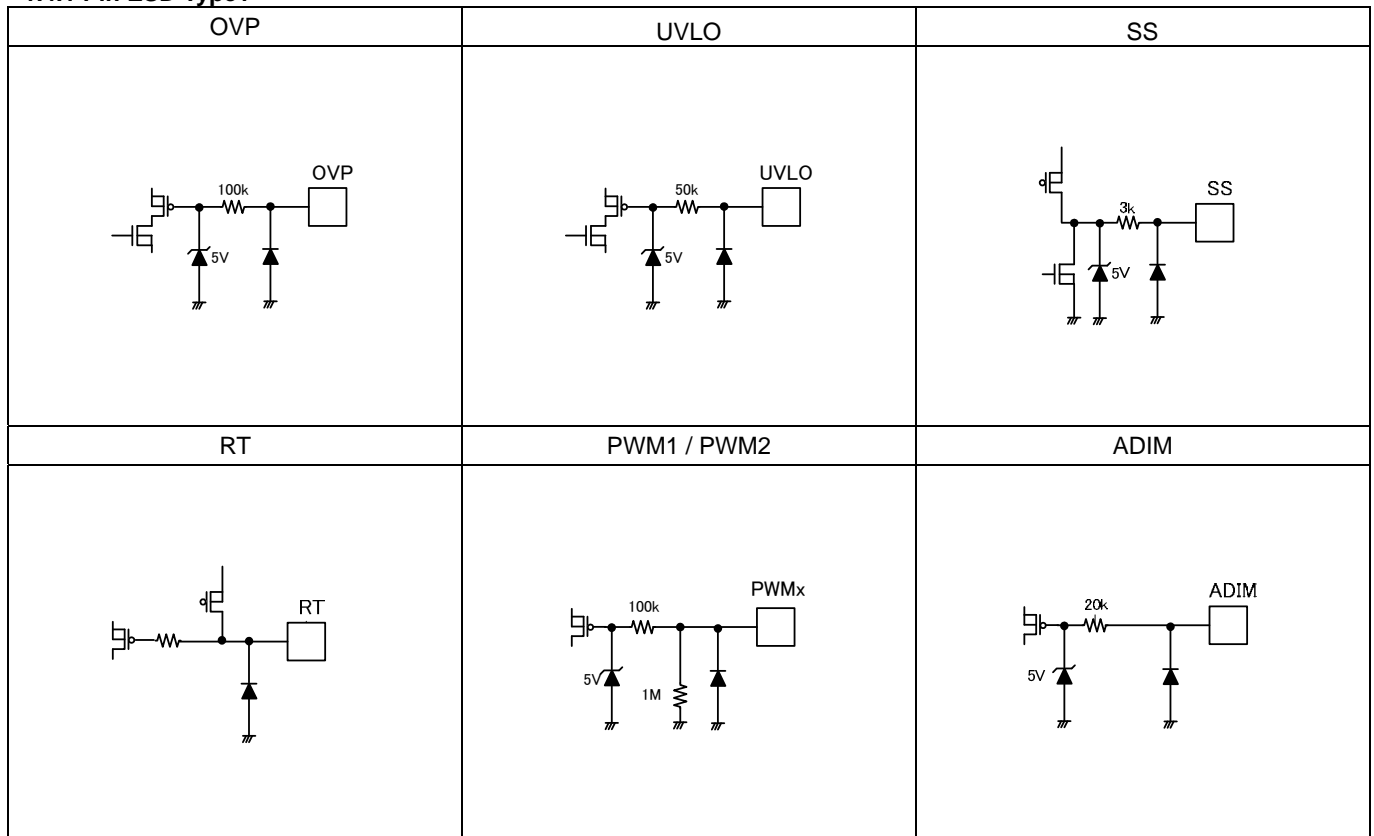 OVP
UVLO
SS
OVP
100k
5V
UVLO
50k
5V
SS
3k
5V
RT
PWM1 / PWM2
ADIM
RT
PWMx
100k
5V
1M
ADIM
20k
5V